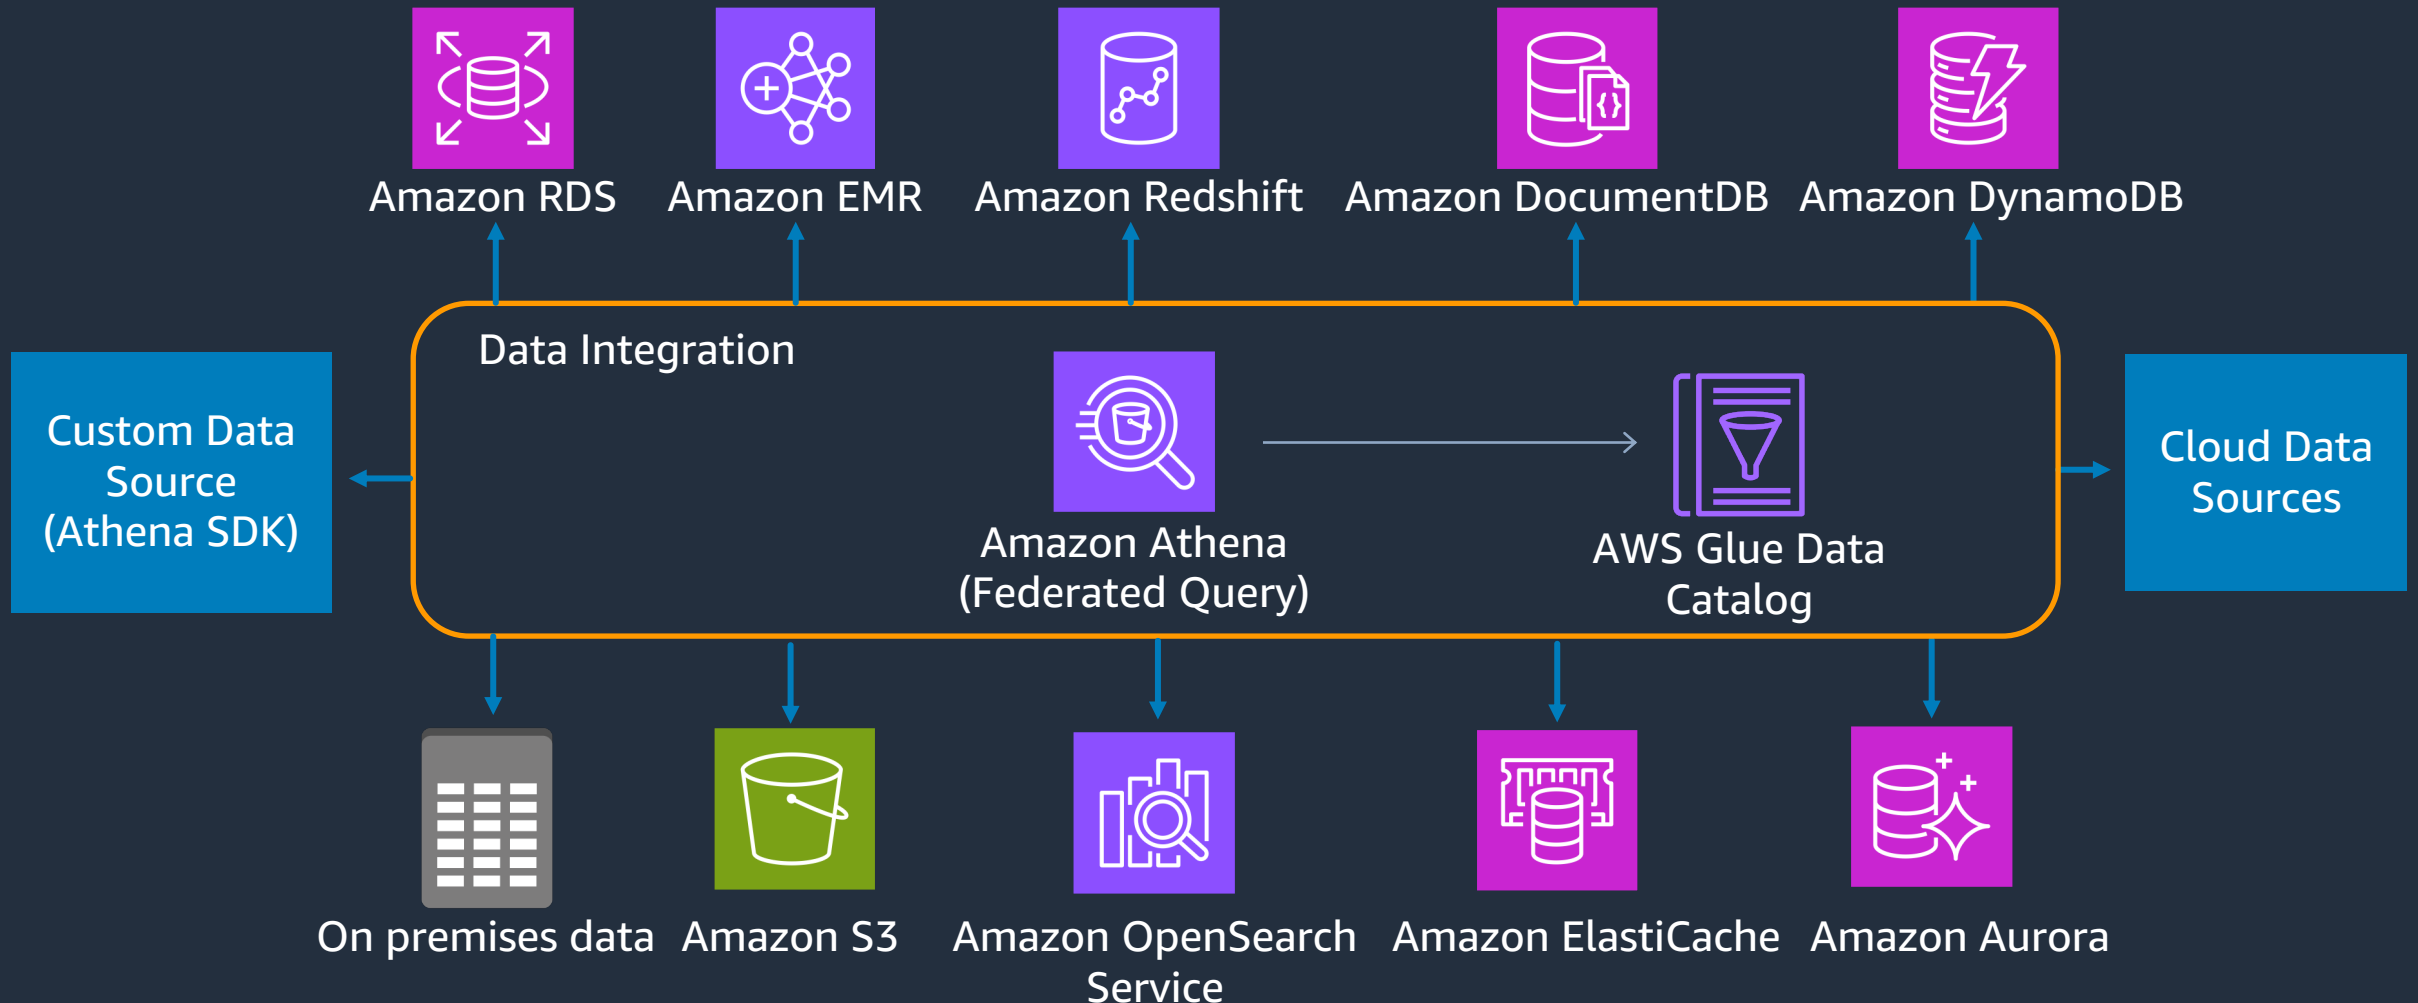 Amazon RDS
Amazon EMR
Amazon Redshift
Amazon DocumentDB
Amazon DynamoDB
Data Integration
Custom Data
Source
(Athena SDK)
Amazon Athena
(Federated Query)
AWS Glue Data
Catalog
Cloud Data
Sources
On premises data
Amazon S3
Amazon OpenSearch
Service
Amazon ElastiCache
Amazon Aurora